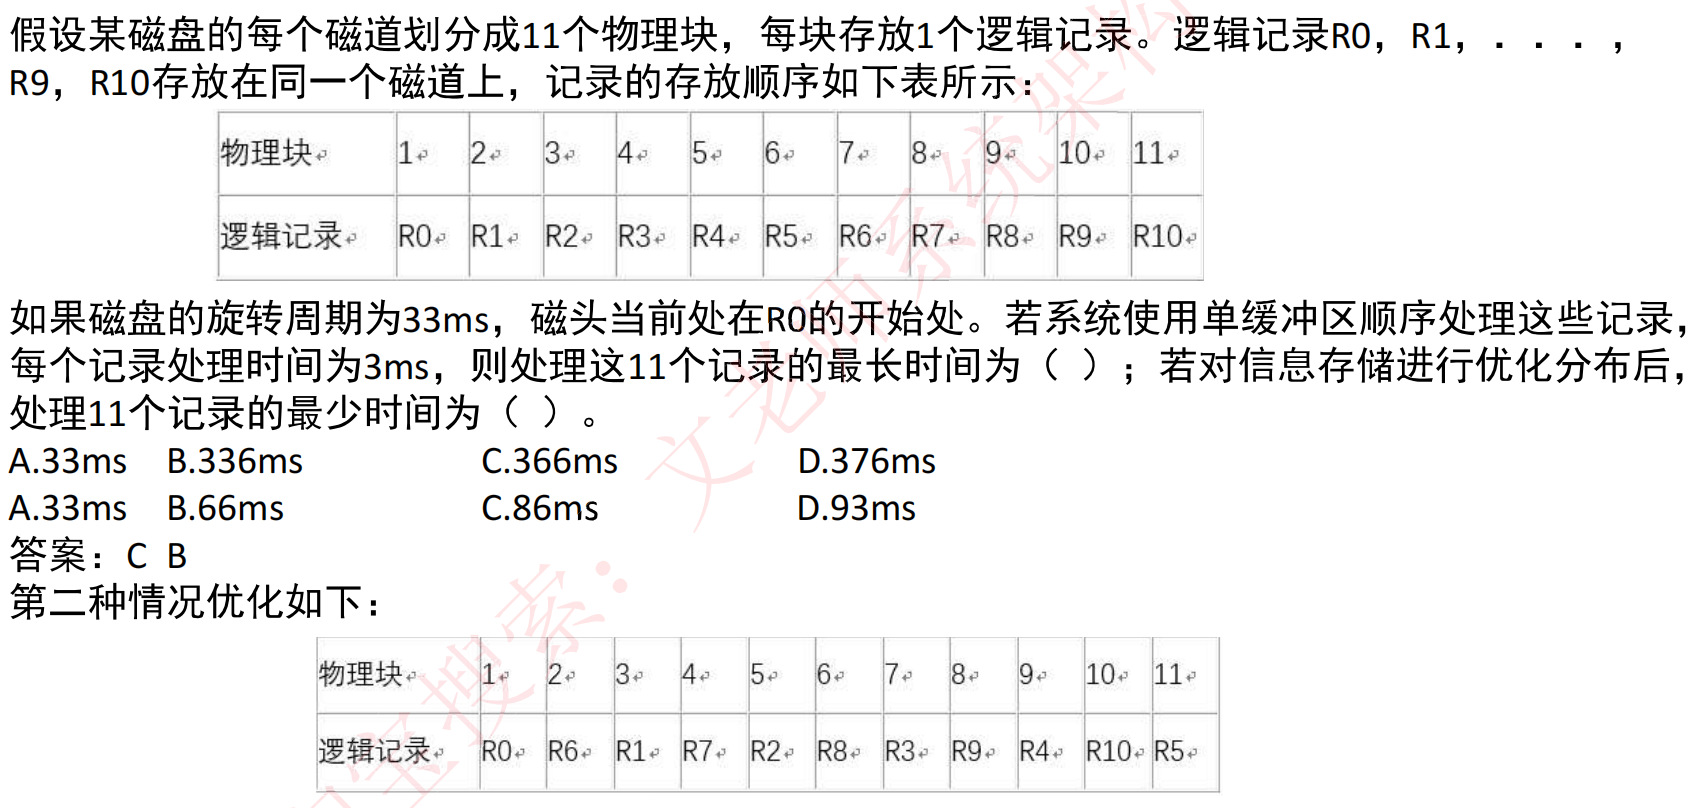 假设某磁盘的每个磁道划分成11个物理块，每块存放1个逻辑记录。逻辑记录R0，R1，．．．，
R9，R10存放在同一个磁道上，记录的存放顺序如下表所示：
物理块 1 2 3 4 5 6 7 8 9 10 11
逻辑记录 R0 R1 R2 R3 R4 R5 R6 R7 R8 R9 R10
如果磁盘的旋转周期为33ms，磁头当前处在R0的开始处。若系统使用单缓冲区顺序处理这些记录，
每个记录处理时间为3ms，则处理这11个记录的最长时间为（ ）；若对信息存储进行优化分布后，
处理11个记录的最少时间为（ ）。
A.33ms B.336ms C.366ms D.376ms
A.33ms B.66ms C.86ms D.93ms
答案：C B
第二种情况优化如下：
物理块 1 2 3 4 5 6 7 8 9 10 11
逻辑记录 R0 R6 R1 R7 R2 R8 R3 R9 R4 R10 R5
宝搜索：文老师系统架